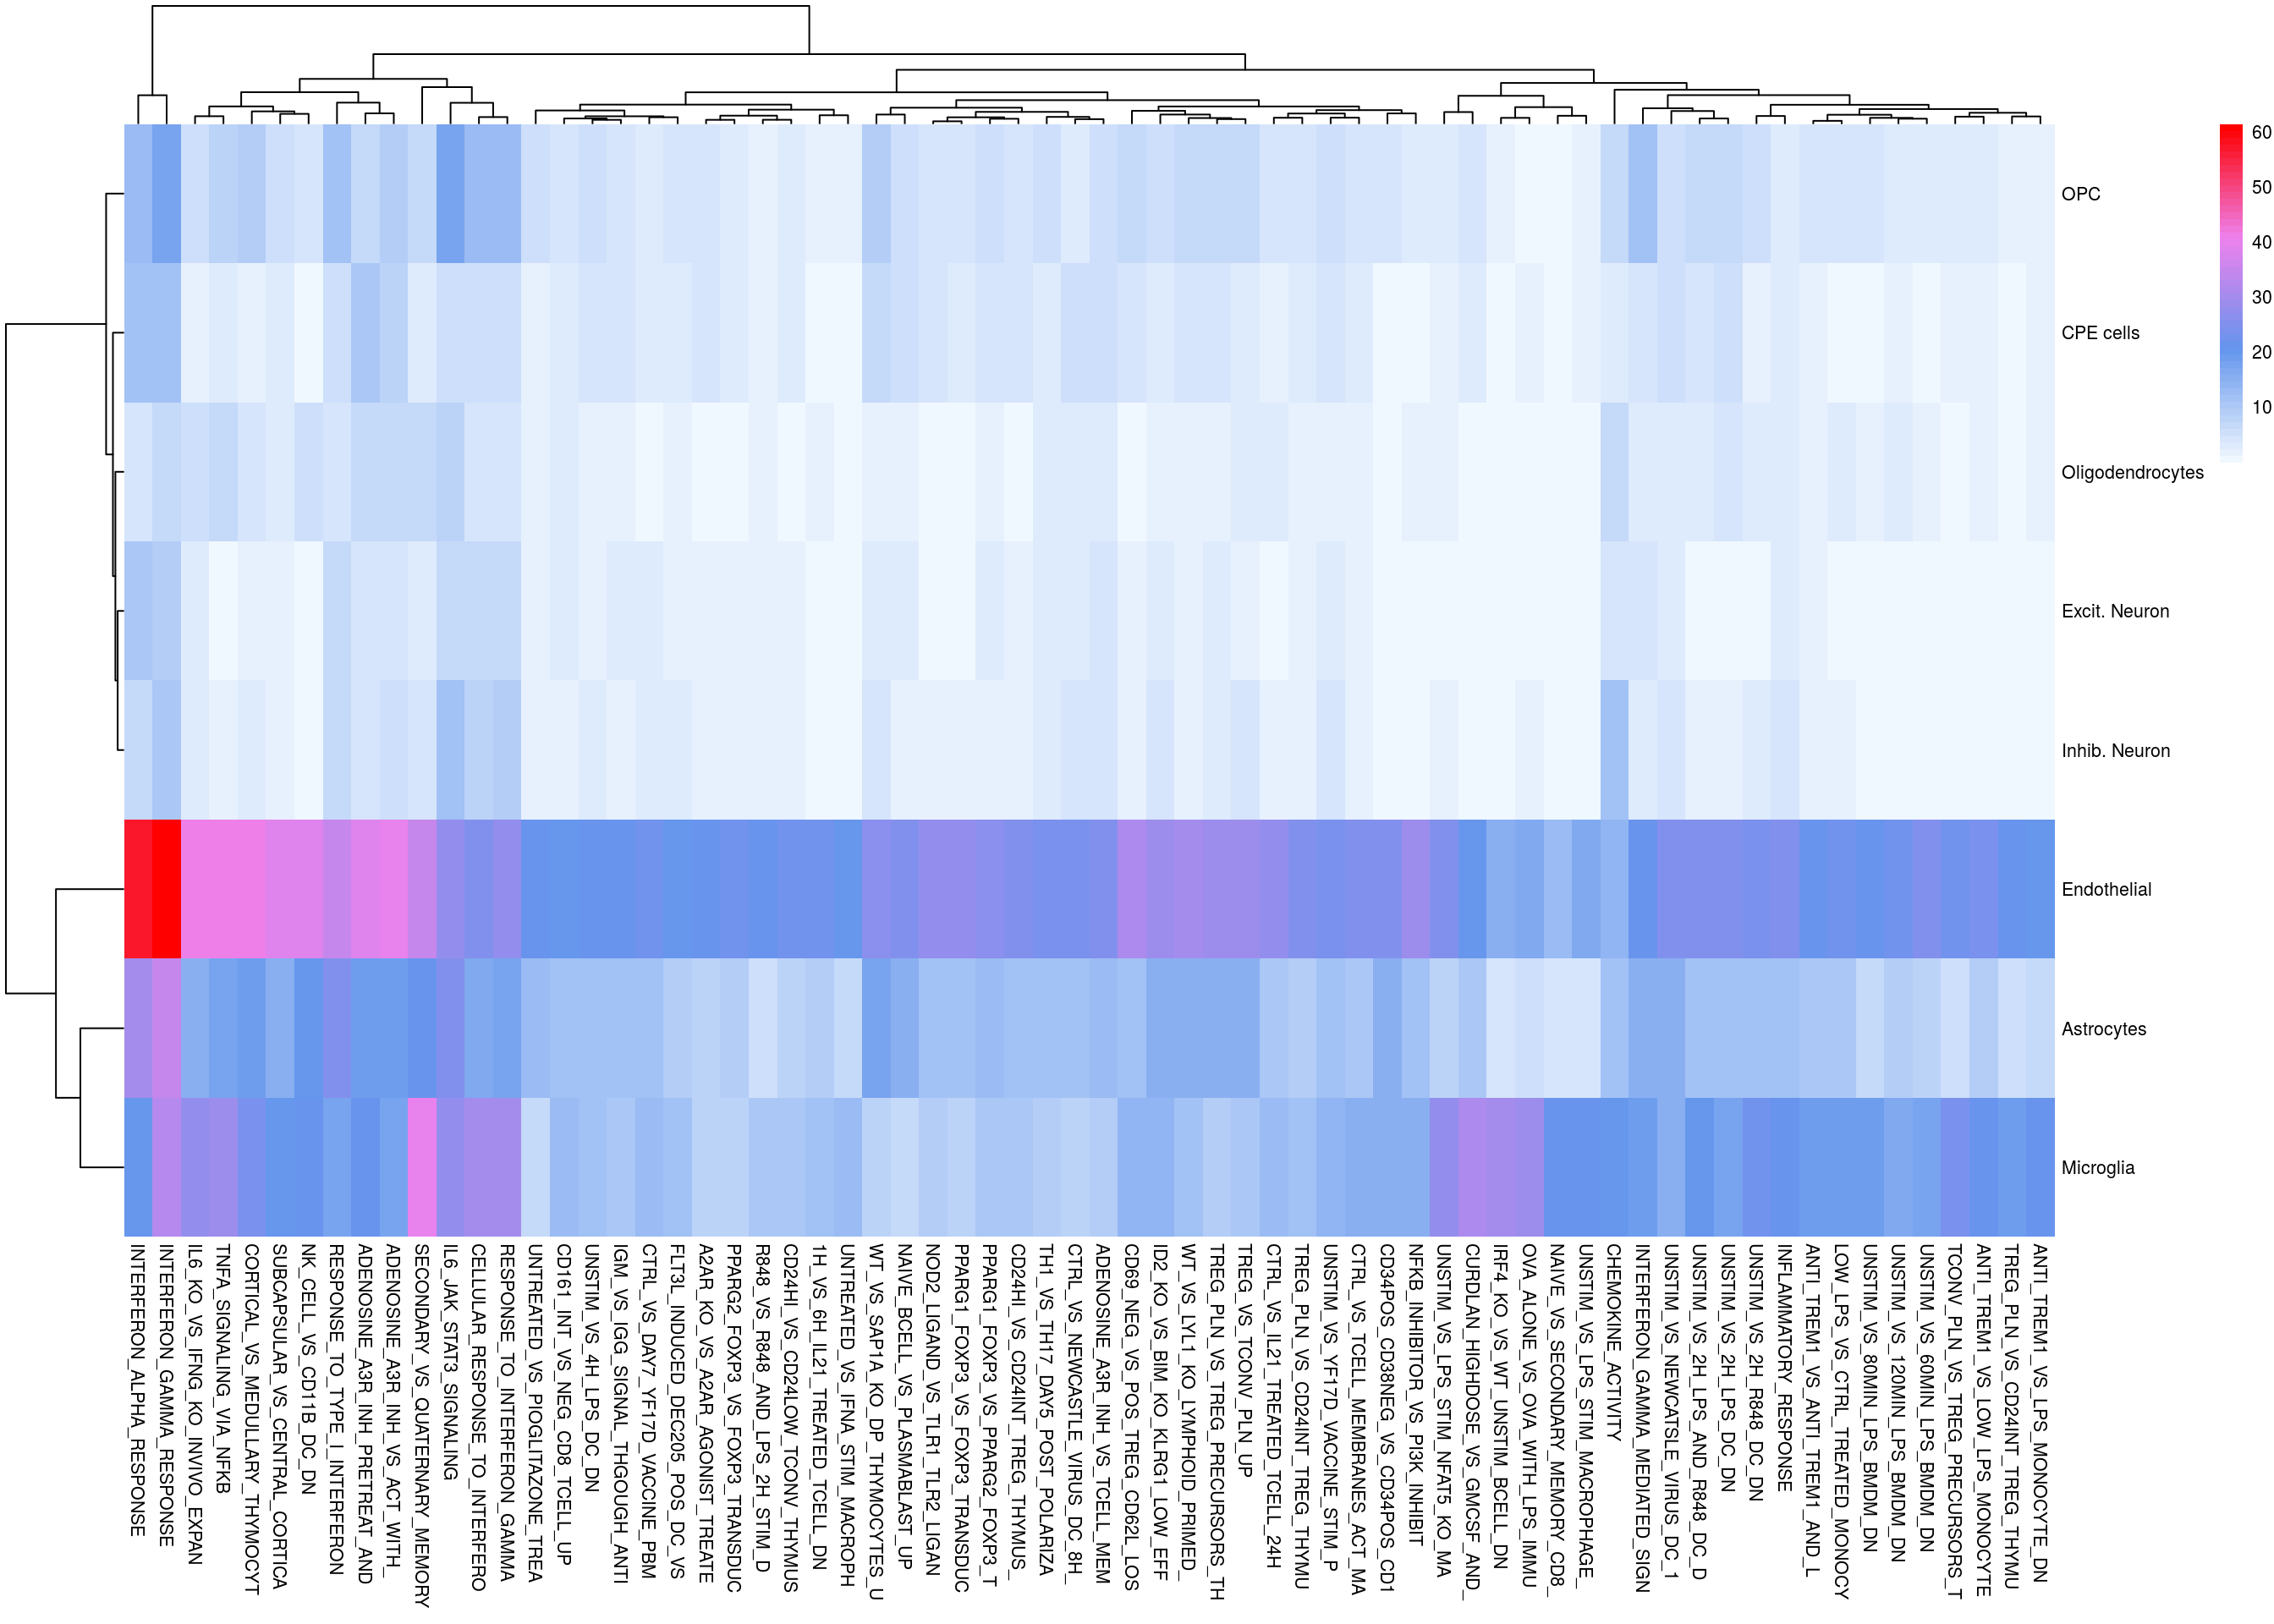 OPC
CPE cells
Oligodendrocytes
Excit. Neuron
Inhib. Neuron
Endothelial
Astrocytes
Microglia
60
50
40
30
20
10
INTERFERON_ALPHA_RESPONSE
INTERFERON_GAMMA_RESPONSE
IL6_KO_VS_IFNG_KO_INVIVO_EXPAN
TNFA_SIGNALING_VIA_NFKB
CORTICAL_VS_MEDULLARY_THYMOCYT
SUBCAPSULAR_VS_CENTRAL_CORTICA
NK_CELL_VS_CD11B_DC_DN
RESPONSE_TO_TYPE_I_INTERFERON
ADENOSINE_A3R_INH_PRETREAT_AND
ADENOSINE_A3R_INH_VS_ACT_WITH_
SECONDARY_VS_QUATERNARY_MEMORY
IL6_JAK_STAT3_SIGNALING
CELLULAR_RESPONSE_TO_INTERFERO
RESPONSE_TO_INTERFERON_GAMMA
UNTREATED_VS_PIOGLITAZONE_TREA
CD161_INT_VS_NEG_CD8_TCELL_UP
UNSTIM_VS_4H_LPS_DC_DN
IGM_VS_IGG_SIGNAL_THGOUGH_ANTI
CTRL_VS_DAY7_YF17D_VACCINE_PBM
FLT3L_INDUCED_DEC205_POS_DC_VS
A2AR_KO_VS_A2AR_AGONIST_TREATE
PPARG2_FOXP3_VS_FOXP3_TRANSDUC
R848_VS_R848_AND_LPS_2H_STIM_D
CD24HI_VS_CD24LOW_TCONV_THYMUS
1H_VS_6H_IL21_TREATED_TCELL_DN
UNTREATED_VS_IFNA_STIM_MACROPH
WT_VS_SAP1A_KO_DP_THYMOCYTES_U
NAIVE_BCELL_VS_PLASMABLAST_UP
NOD2_LIGAND_VS_TLR1_TLR2_LIGAN
PPARG1_FOXP3_VS_FOXP3_TRANSDUC
PPARG1_FOXP3_VS_PPARG2_FOXP3_T
CD24HI_VS_CD24INT_TREG_THYMUS_
TH1_VS_TH17_DAY5_POST_POLARIZA
CTRL_VS_NEWCASTLE_VIRUS_DC_8H_
ADENOSINE_A3R_INH_VS_TCELL_MEM
CD69_NEG_VS_POS_TREG_CD62L_LOS
ID2_KO_VS_BIM_KO_KLRG1_LOW_EFF
WT_VS_LYL1_KO_LYMPHOID_PRIMED_
TREG_PLN_VS_TREG_PRECURSORS_TH
TREG_VS_TCONV_PLN_UP
CTRL_VS_IL21_TREATED_TCELL_24H
TREG_PLN_VS_CD24INT_TREG_THYMU
UNSTIM_VS_YF17D_VACCINE_STIM_P
CTRL_VS_TCELL_MEMBRANES_ACT_MA
CD34POS_CD38NEG_VS_CD34POS_CD1
NFKB_INHIBITOR_VS_PI3K_INHIBIT
UNSTIM_VS_LPS_STIM_NFAT5_KO_MA
CURDLAN_HIGHDOSE_VS_GMCSF_AND_
IRF4_KO_VS_WT_UNSTIM_BCELL_DN
OVA_ALONE_VS_OVA_WITH_LPS_IMMU
NAIVE_VS_SECONDARY_MEMORY_CD8_
UNSTIM_VS_LPS_STIM_MACROPHAGE_
CHEMOKINE_ACTIVITY
INTERFERON_GAMMA_MEDIATED_SIGN
UNSTIM_VS_NEWCATSLE_VIRUS_DC_1
UNSTIM_VS_2H_LPS_AND_R848_DC_D
UNSTIM_VS_2H_LPS_DC_DN
UNSTIM_VS_2H_R848_DC_DN
INFLAMMATORY_RESPONSE
ANTI_TREM1_VS_ANTI_TREM1_AND_L
LOW_LPS_VS_CTRL_TREATED_MONOCY
UNSTIM_VS_80MIN_LPS_BMDM_DN
UNSTIM_VS_120MIN_LPS_BMDM_DN
UNSTIM_VS_60MIN_LPS_BMDM_DN
TCONV_PLN_VS_TREG_PRECURSORS_T
ANTI_TREM1_VS_LOW_LPS_MONOCYTE
TREG_PLN_VS_CD24INT_TREG_THYMU
ANTI_TREM1_VS_LPS_MONOCYTE_DN